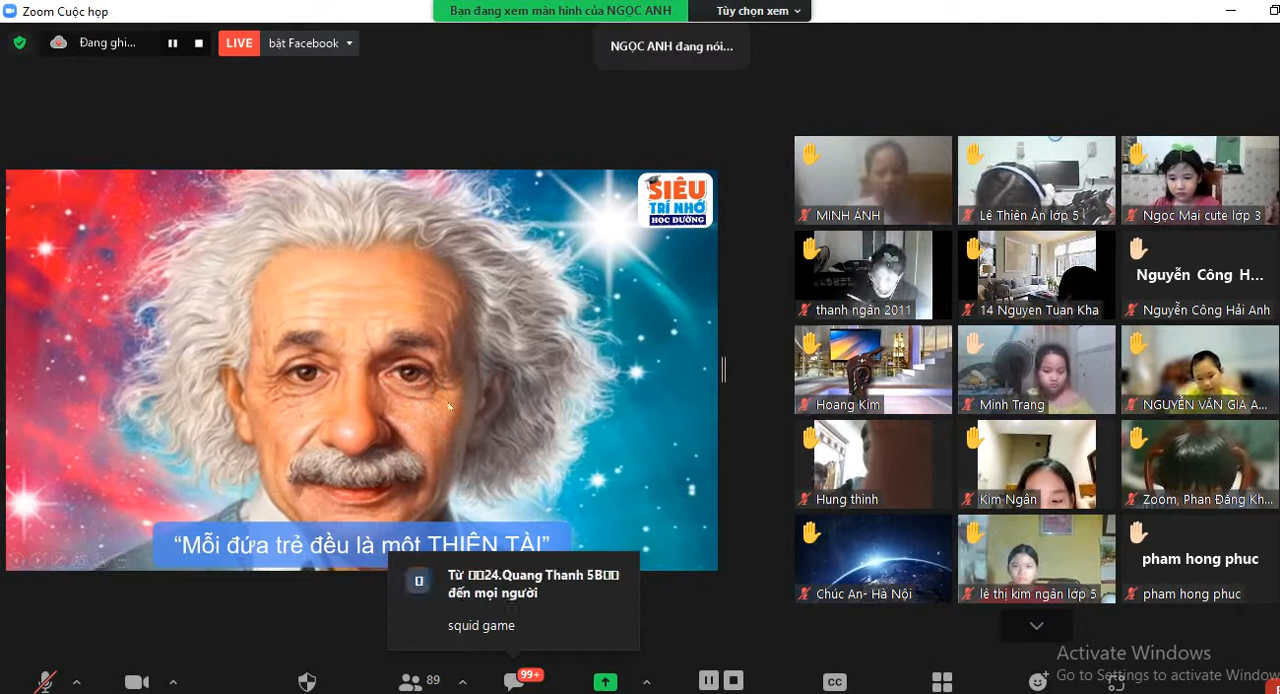 Zoom Cuộc họp
Bạn đang xem màn hình của NGỌC ANH
Tùy chọn xem
Đang ghi...
LIVE
bật Facebook
NGỌC ANH đang nói...
SIÊU
TRÍ NHỚ
HỌC ĐƯỜNG
MINH ÁNH
Lê Thiên Ân lớp 5
Ngọc Mai cute lớp 3
thanh ngân 2011
14 Nguyen Tuan Kha
Nguyễn Công H...
Nguyễn Công Hải Anh
Hoang Kim
Minh Trang
NGUYỄN VĂN GIA A...
Hung thinh
Kim Ngân
Zoom, Phan Đăng Kh...
Chúc An- Hà Nội
lê thị kim ngân lớp 5
pham hong phuc
pham hong phuc
“Mỗi đứa trẻ đều là một THIÊN TÀI”
Từ 24.Quang Thanh 5B
đến mọi người
squid game
Activate Windows
Go to Settings to activate Windows
89
99+
CC